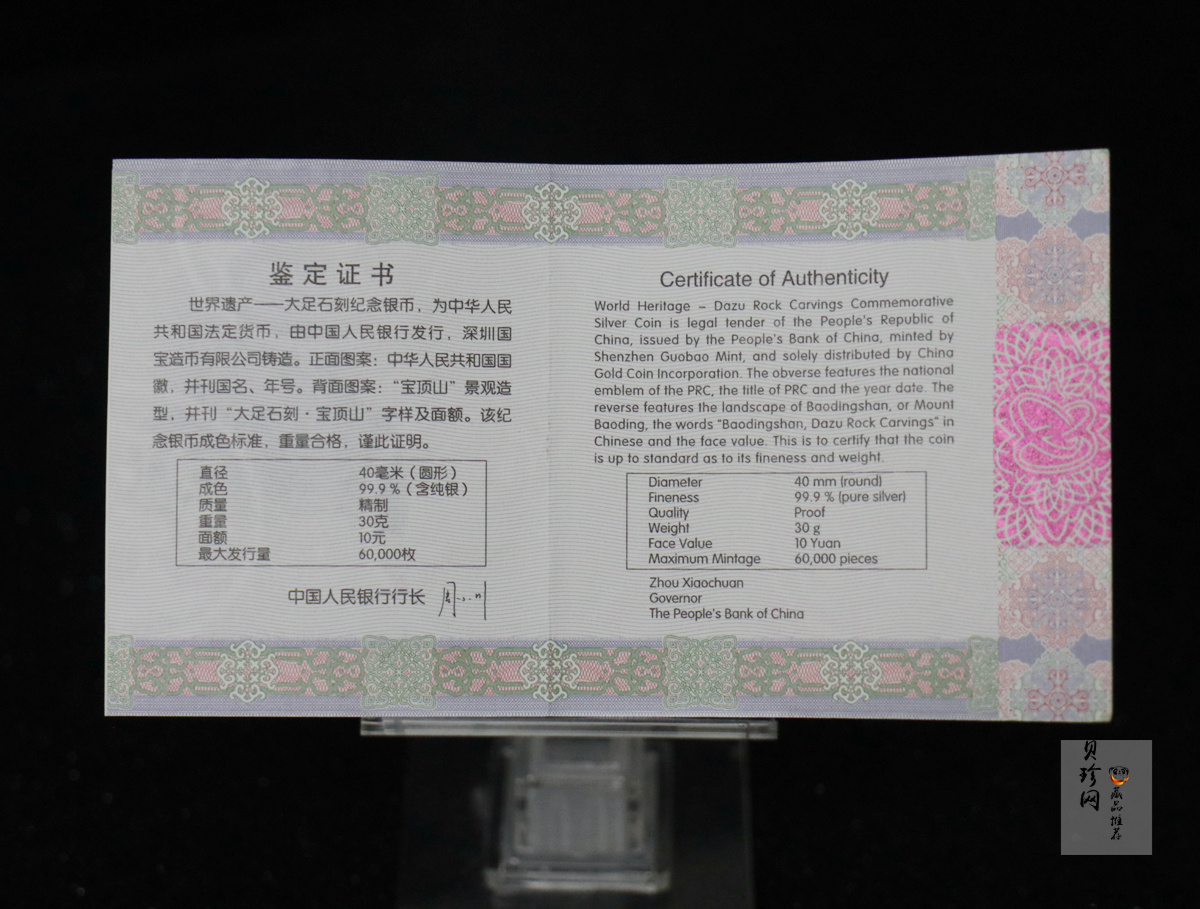 鉴定证书
世界遗产——大足石刻纪念银币，为中华人民
共和国法定货币，由中国人民银行发行，深圳国
宝造币有限公司铸造。正面图案：中华人民共和国国
徽，并刊国名、年号。背面图案：“宝顶山”景观造
型，并刊“大足石刻·宝顶山”字样及面额。该纪
念银币成色标准，重量合格，谨此证明。
直径 40毫米（圆形）
成色 99.9％（含纯银）
质量 精制
重量 30克
面额 10元
最大发行量 60,000枚
中国人民银行行长
Certificate of Authenticity
World Heritage – Dazu Rock Carvings Commemorative
Silver Coin is legal tender of the People's Republic of
China, issued by the People's Bank of China, minted by
Shenzhen Guobao Mint, and solely distributed by China
Gold Coin Incorporation. The obverse features the national
emblem of the PRC, the title of PRC and the year date. The
reverse features the landscape of Baodingshan, or Mount
Baoding, the words "Baodingshan, Dazu Rock Carvings" in
Chinese and the face value. This is to certify that the coin
is up to standard as to its fineness and weight.
Diameter 40 mm (round)
Fineness 99.9 % (pure silver)
Quality Proof
Weight 30 g
Face Value 10 Yuan
Maximum Mintage 60,000 pieces
Zhou Xiaochuan
Governor
The People's Bank of China
贝珍网
藏品推荐